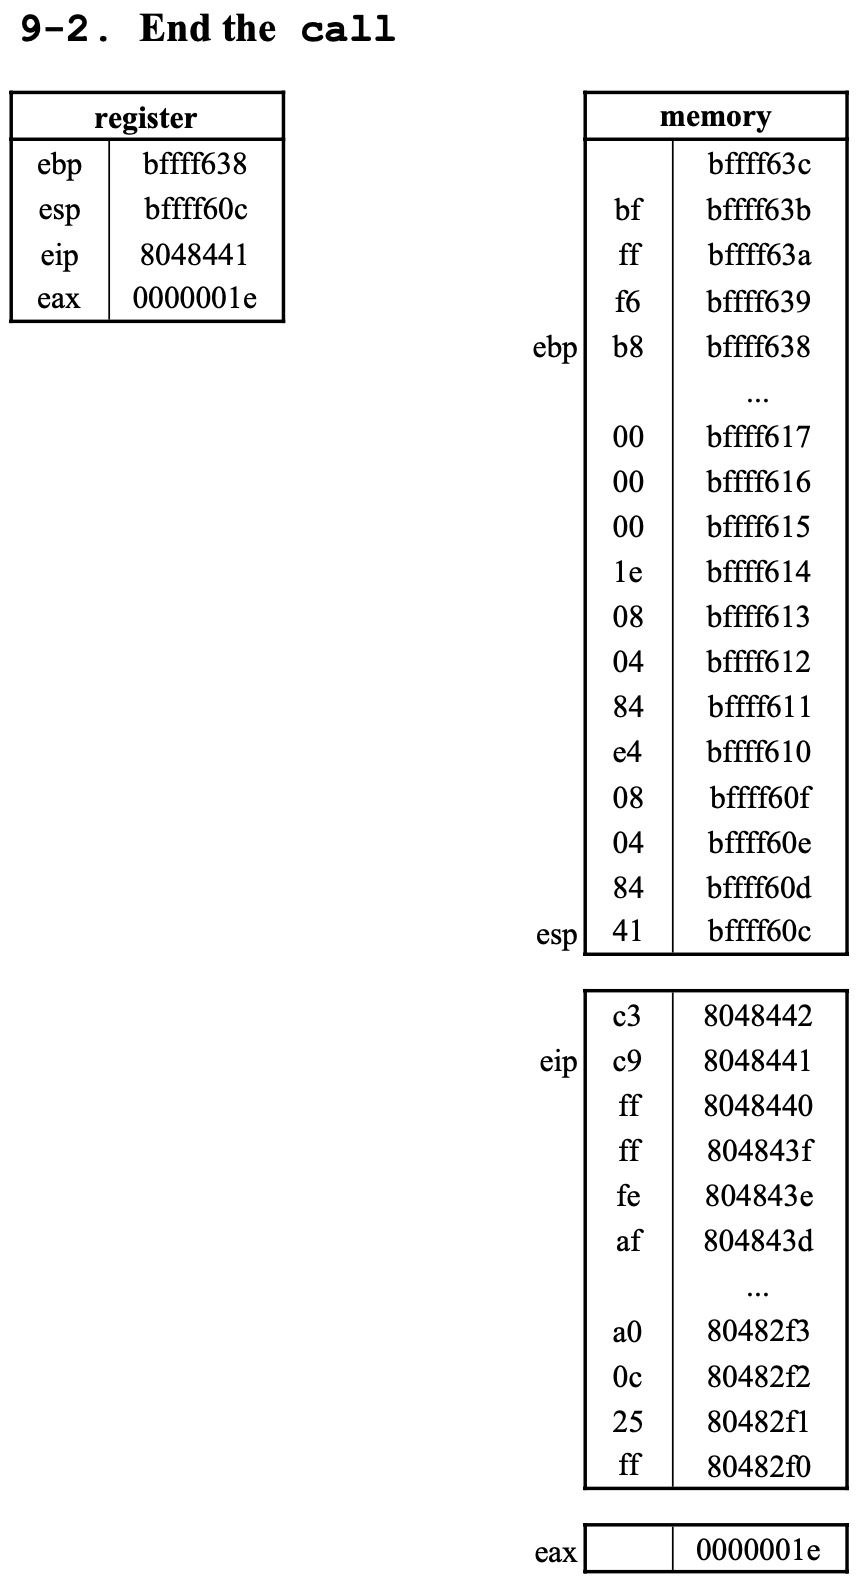 9-2. End the call
register
ebp bffff638
esp bffff60c
eip 8048441
eax 0000001e
memory
bffff63c
bf bffff63b
ff bffff63a
f6 bffff639
ebp b8 bffff638
...
00 bffff617
00 bffff616
00 bffff615
1e bffff614
08 bffff613
04 bffff612
84 bffff611
e4 bffff610
08 bffff60f
04 bffff60e
84 bffff60d
esp 41 bffff60c
c3 8048442
eip c9 8048441
ff 8048440
ff 804843f
fe 804843e
af 804843d
...
a0 80482f3
0c 80482f2
25 80482f1
ff 80482f0
eax 0000001e